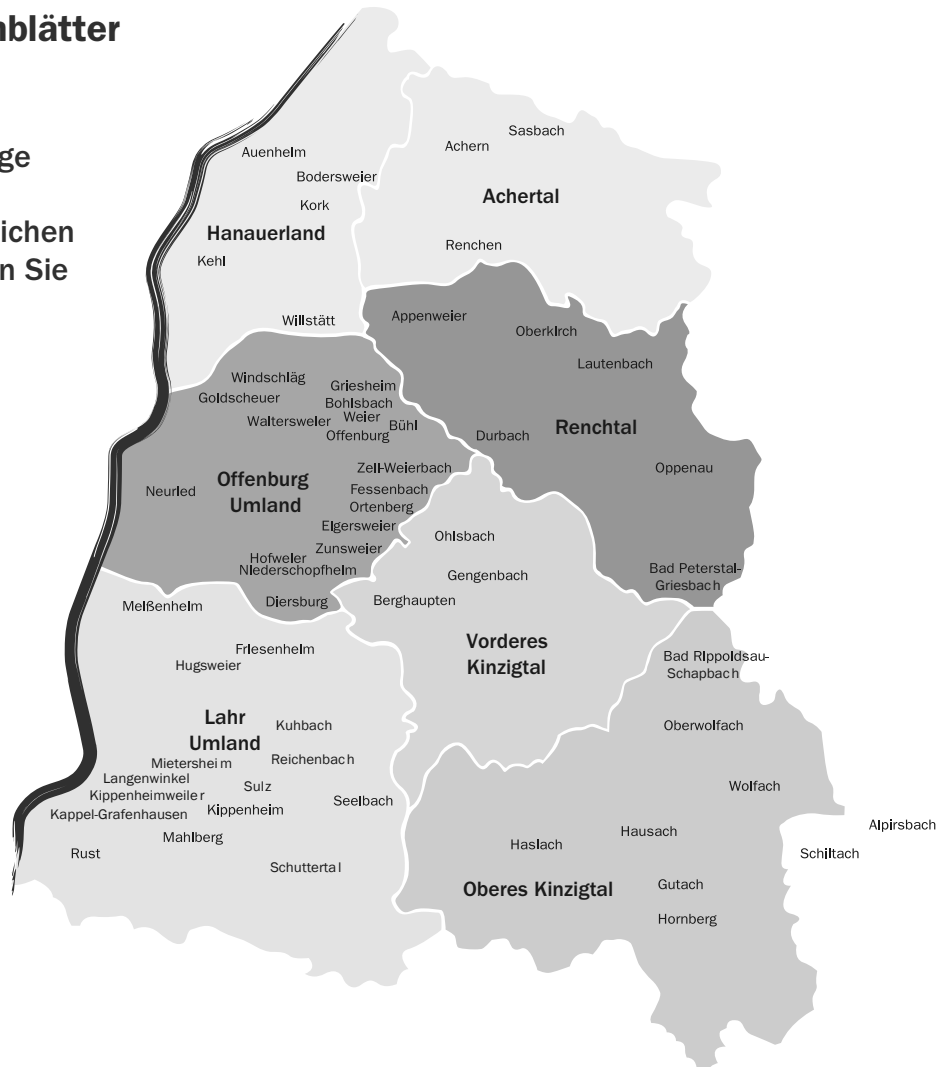 nblätter
ge
ichen
n Sie
Auenheim
Bodersweier
Kork
Hanauerland
Kehl
Willstätt
Sasbach
Achern
Achertal
Renchen
Appenweier
Oberkirch
Lautenbach
Renchtal
Durbach
Oppenau
Bad Peterstal-
Griesbach
Windschläg
Goldscheuer
Griesheim
Bohlsbach
Waltersweier
Weier
Bühl
Offenburg
Zell-Weierbach
Offenburg
Umland
Neuried
Fessenbach
Ortenberg
Elgersweier
Zunsweier
Hofweier
Niederschopfheim
Diersburg
Ohlsbach
Gengenbach
Berghaupten
Vorderes
Kinzigtal
Meißenheim
Friesenheim
Hugsweier
Lahr
Umland
Kuhbach
Mietersheim
Reichenbach
Langenwinkel
Sulz
Kippenheimweiler
Seelbach
Kappel-Grafenhausen
Kippenheim
Mahlberg
Rust
Schuttertal
Bad Rippoldsau-
Schapbach
Oberwolfach
Wolfach
Alpirsbach
Schiltach
Hausach
Haslach
Oberes Kinzigtal
Gutach
Hornberg